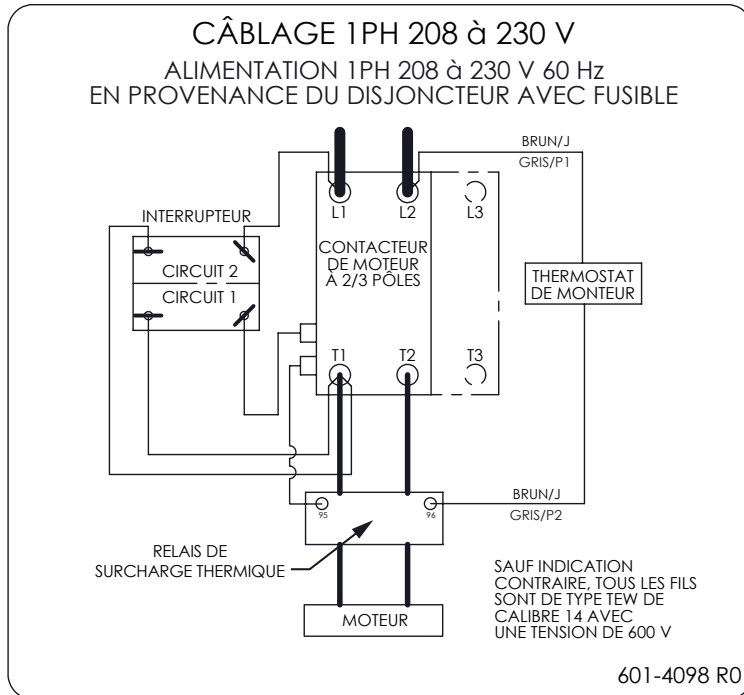 CÂBLAGE 1PH 208 à 230 V
ALIMENTATION 1PH 208 à 230 V 60 Hz
EN PROVENANCE DU DISJONCTEUR AVEC FUSIBLE
BRUN/J
GRIS/P1
L1
L2
L3
INTERRUPTEUR
CIRCUIT 2
CIRCUIT 1
CONTACTEUR
DE MOTEUR
À 2/3 PÔLES
THERMOSTAT
DE MONTEUR
T1
T2
T3
BRUN/J
GRIS/P2
95
96
RELAIS DE
SURCHARGE THERMIQUE
MOTEUR
SAUF INDICATION
CONTRAIRE, TOUS LES FILS
SONT DE TYPE TEW DE
CALIBRE 14 AVEC
UNE TENSION DE 600 V
601-4098 R0